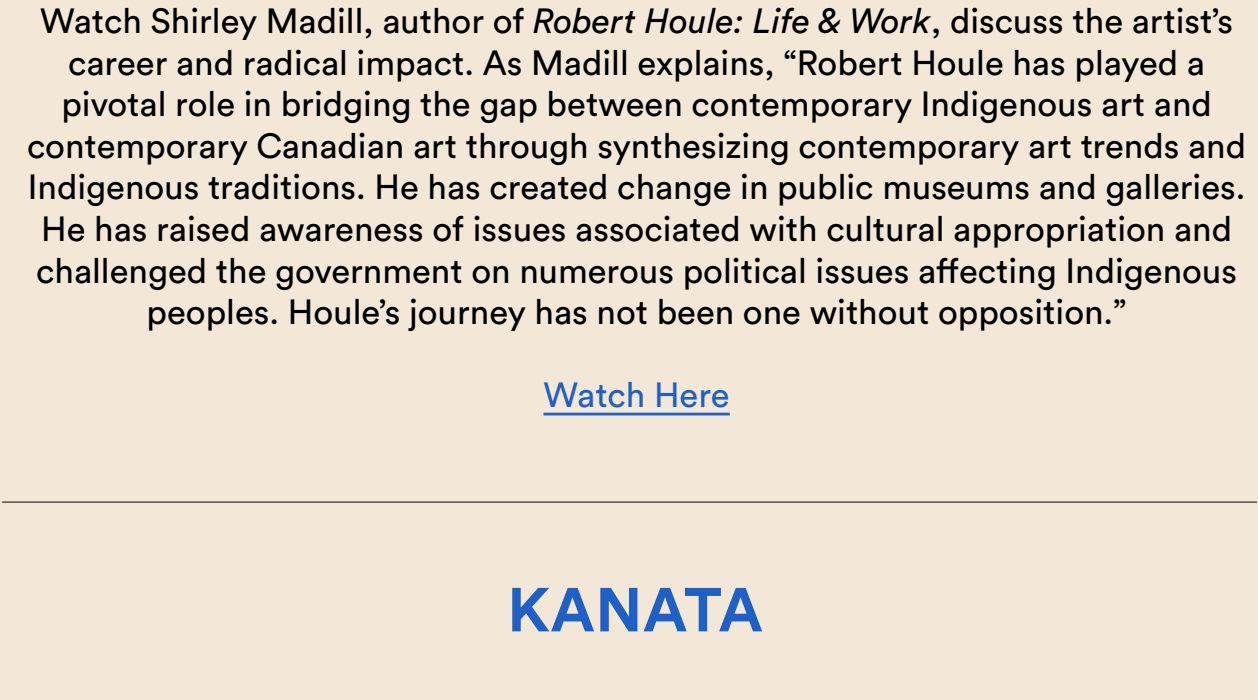 Watch Shirley Madill, author of Robert Houle: Life & Work, discuss the artist’s
career and radical impact. As Madill explains, “Robert Houle has played a
pivotal role in bridging the gap between contemporary Indigenous art and
contemporary Canadian art through synthesizing contemporary art trends and
Indigenous traditions. He has created change in public museums and galleries.
He has raised awareness of issues associated with cultural appropriation and
challenged the government on numerous political issues affecting Indigenous
peoples. Houle’s journey has not been one without opposition.”
Watch Here
KANATA